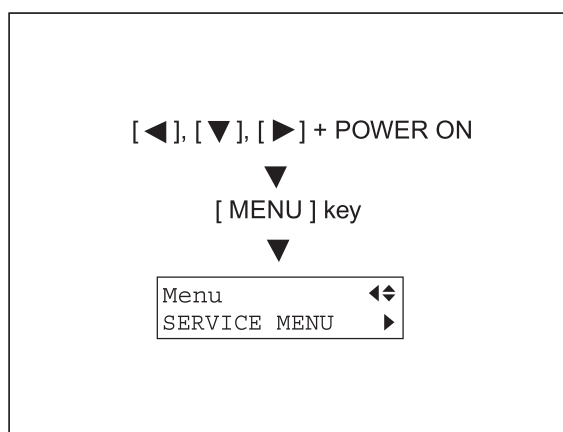 [ ◀ ], [ ▼ ], [ ▶ ] + POWER ON
▼
[ MENU ] key
▼
Menu ◀♦
SERVICE MENU ▶